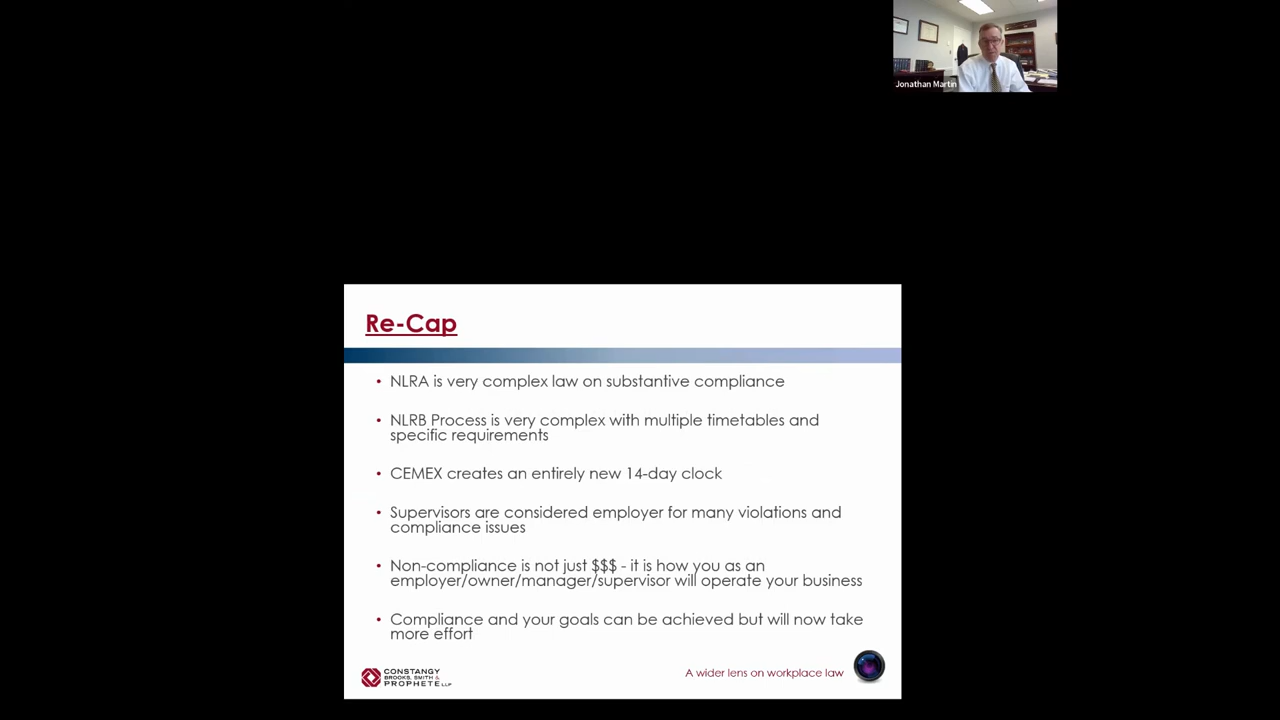 Jonathan Martin
Re-Cap
• NLRA is very complex law on substantive compliance
• NLRB Process is very complex with multiple timetables and
specific requirements
• CEMEX creates an entirely new 14-day clock
• Supervisors are considered employer for many violations and
compliance issues
• Non-compliance is not just $$$ - it is how you as an
employer/owner/manager/supervisor will operate your business
• Compliance and your goals can be achieved but will now take
more effort
CONSTANGY
BROOKS, SMITH &
PROPHETE LLP
A wider lens on workplace law